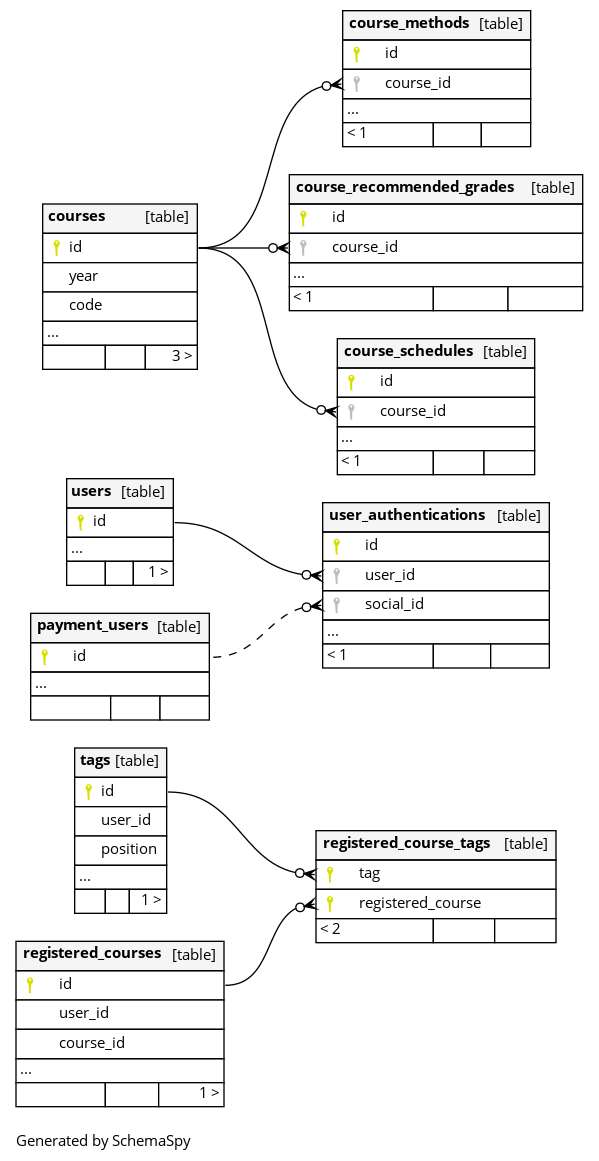 course_methods [table]
id
course_id
...
< 1
course_recommended_grades [table]
id
course_id
...
< 1
courses [table]
id
year
code
...
3 >
course_schedules [table]
id
course_id
...
< 1
users [table]
id
...
1 >
user_authentications [table]
id
user_id
social_id
...
< 1
payment_users [table]
id
...
tags [table]
id
user_id
position
...
1 >
registered_course_tags [table]
tag
registered_course
< 2
registered_courses [table]
id
user_id
course_id
...
1 >
Generated by SchemaSpy